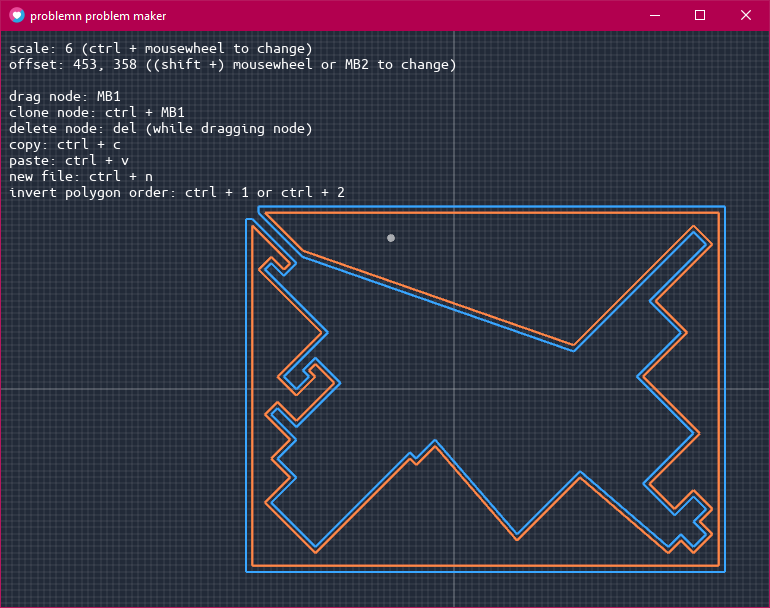 problemn problem maker
scale: 6 (ctrl + mousewheel to change)
offset: 453, 358 ((shift +) mousewheel or MB2 to change)
drag node: MB1
clone node: ctrl + MB1
delete node: del (while dragging node)
copy: ctrl + c
paste: ctrl + v
new file: ctrl + n
invert polygon order: ctrl + 1 or ctrl + 2